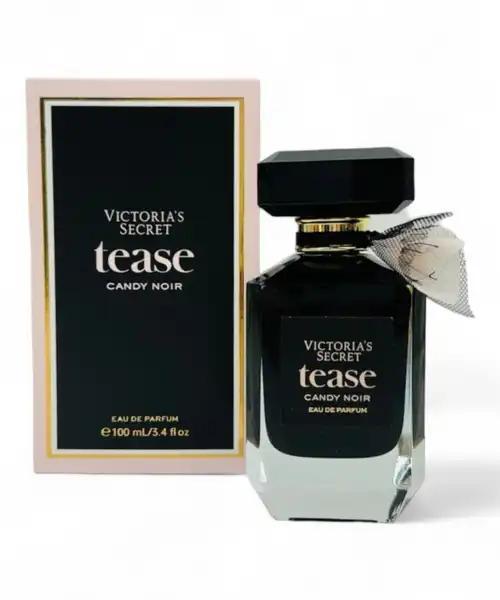 VICTORIA'S
SECRET
tease
CANDY NOIR
EAU DE PARFUM
e 100 mL/3.4 fl oz
VICTORIA'S
SECRET
tease
CANDY NOIR
EAU DE PARFUM